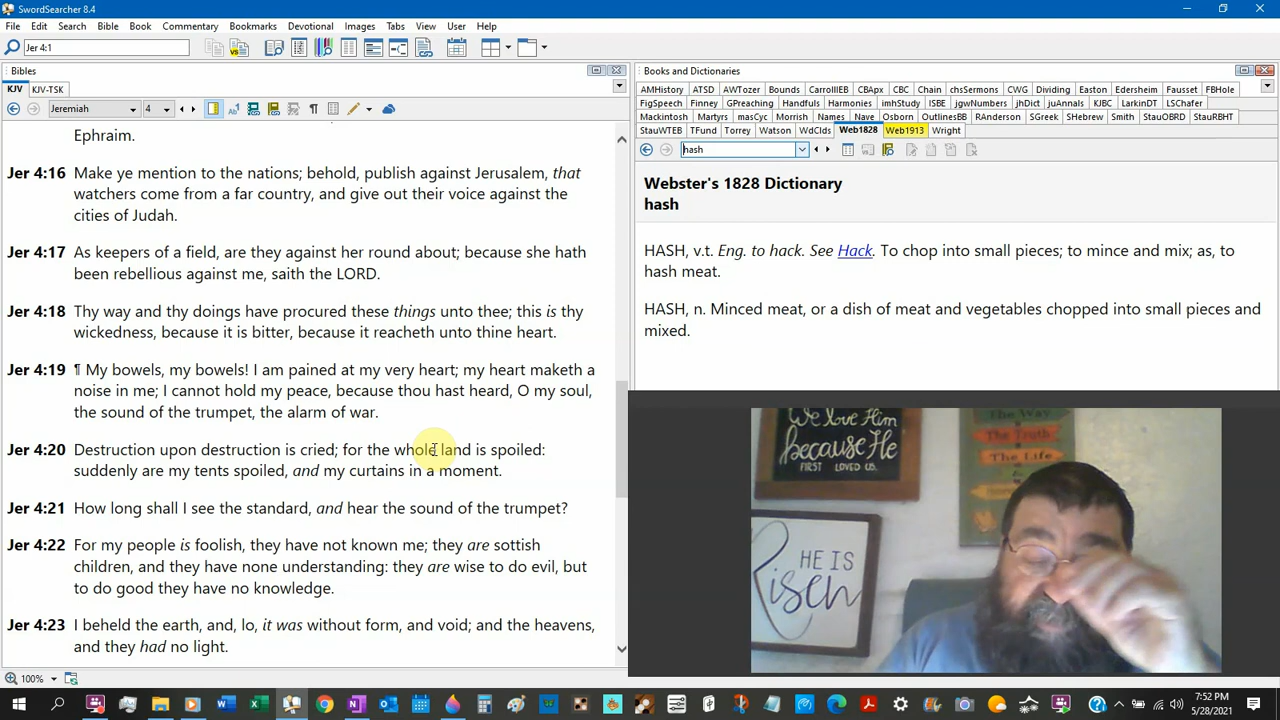 SwordSearcher 8.4
File Edit Search Bible Book Commentary Bookmarks Devotional Images Tabs View User Help
Jer 4:1
Bibles
KJV KJV-TSK
Jeremiah 4
Ephraim.
Jer 4:16 Make ye mention to the nations; behold, publish against Jerusalem, that
watchers come from a far country, and give out their voice against the
cities of Judah.
Jer 4:17 As keepers of a field, are they against her round about; because she hath
been rebellious against me, saith the LORD.
Jer 4:18 Thy way and thy doings have procured these things unto thee; this is thy
wickedness, because it is bitter, because it reacheth unto thine heart.
Jer 4:19 ¶ My bowels, my bowels! I am pained at my very heart; my heart maketh a
noise in me; I cannot hold my peace, because thou hast heard, O my soul,
the sound of the trumpet, the alarm of war.
Jer 4:20 Destruction upon destruction is cried; for the whole land is spoiled:
suddenly are my tents spoiled, and my curtains in a moment.
Jer 4:21 How long shall I see the standard, and hear the sound of the trumpet?
Jer 4:22 For my people is foolish, they have not known me; they are sottish
children, and they have none understanding: they are wise to do evil, but
to do good they have no knowledge.
Jer 4:23 I beheld the earth, and, lo, it was without form, and void; and the heavens,
and they had no light.
100%
Books and Dictionaries
AMHistory ATSD AWTozer Bounds CarrollIEB CBApx CBC Chain chsSermons CWG Dividing Easton Edersheim Fausset FBHole
FigSpeech Finney GPreaching Handfuls Harmonies imhStudy ISBE jgwNumbers jhDict juAnnals KJBC LarkinDT LSChafer
Mackintosh Martyrs masCyc Morrish Names Nave Osborn OutlinesBB RAnderson SGreek SHebrew Smith StauOBRD StauRBHT
StauWTEB TFund Torrey Watson WdClds Web1828 Web1913 Wright
hash
Webster's 1828 Dictionary
hash
HASH, v.t. Eng. to hack. See Hack. To chop into small pieces; to mince and mix; as, to
hash meat.
HASH, n. Minced meat, or a dish of meat and vegetables chopped into small pieces and
mixed.
We love Him
because He
FIRST LOVED US.
The Way
The Truth
The Life
HE IS
Risen
7:52 PM
5/28/2021